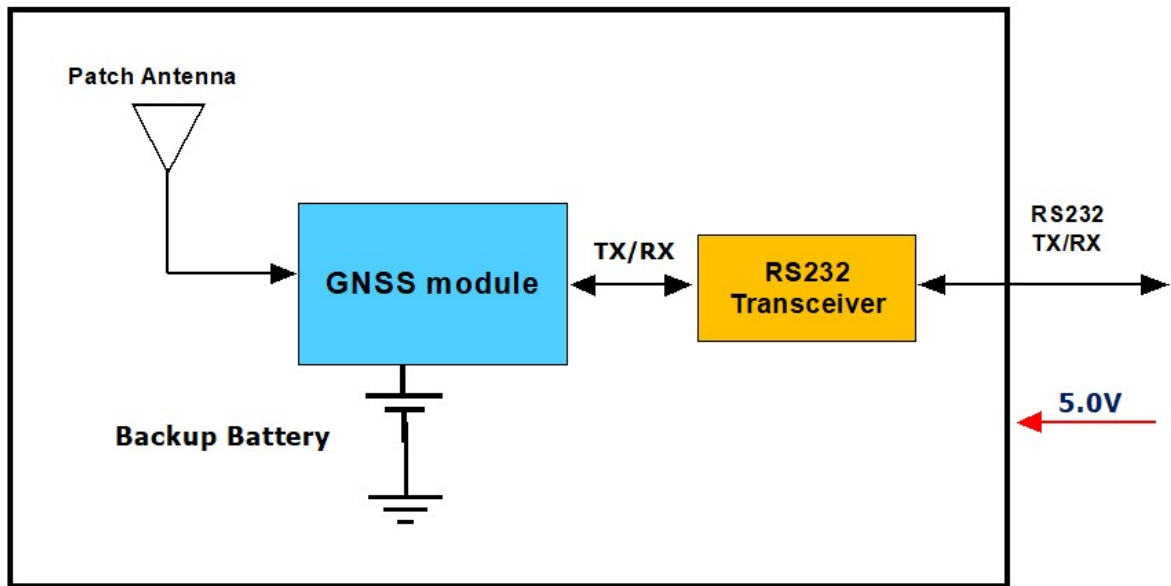 Patch Antenna
GNSS module
TX/RX
RS232
Transceiver
RS232
TX/RX
5.0V
Backup Battery